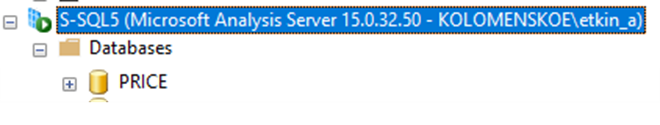 S-SQL5 (Microsoft Analysis Server 15.0.32.50 - KOLOMENSKOE\etkin_a)
Databases
PRICE